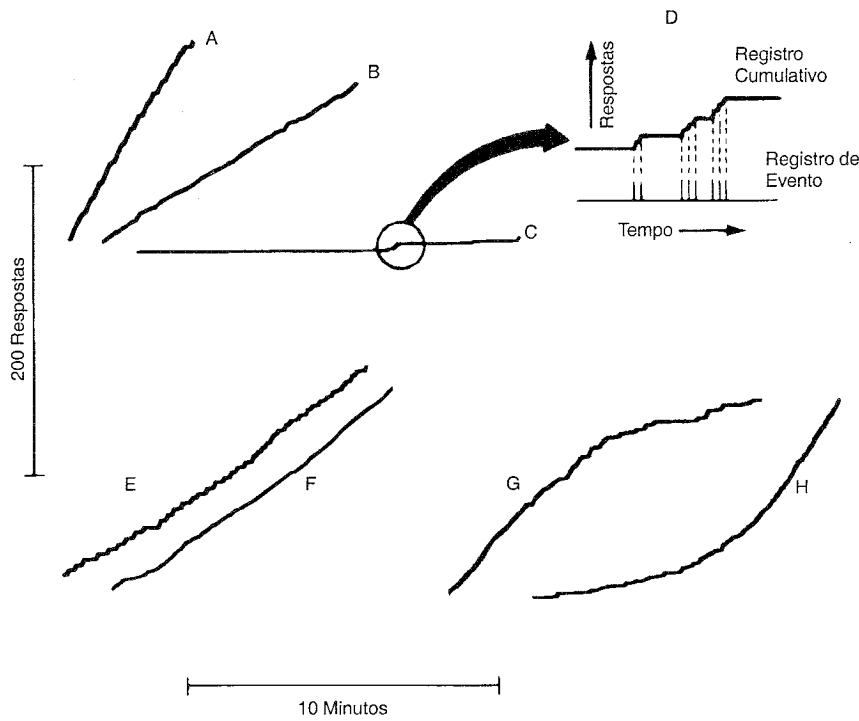 A
B
C
D
Respostas
Registro
Cumulativo
Registro de
Evento
Tempo
200 Respostas
E
F
G
H
10 Minutos